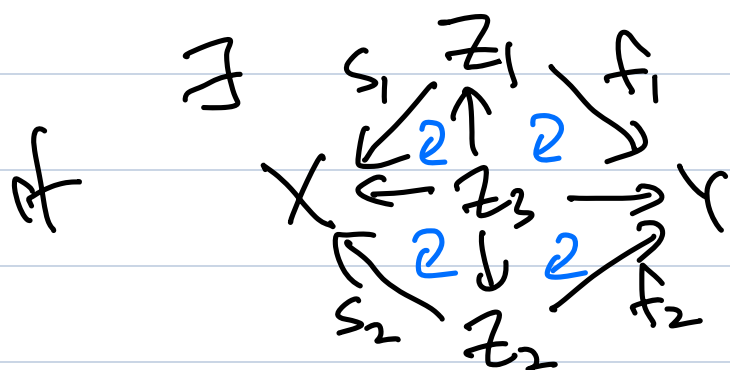 ∃ s₁ Z₁ f₁
X Z₃ Y
s₂ Z₂ f₂